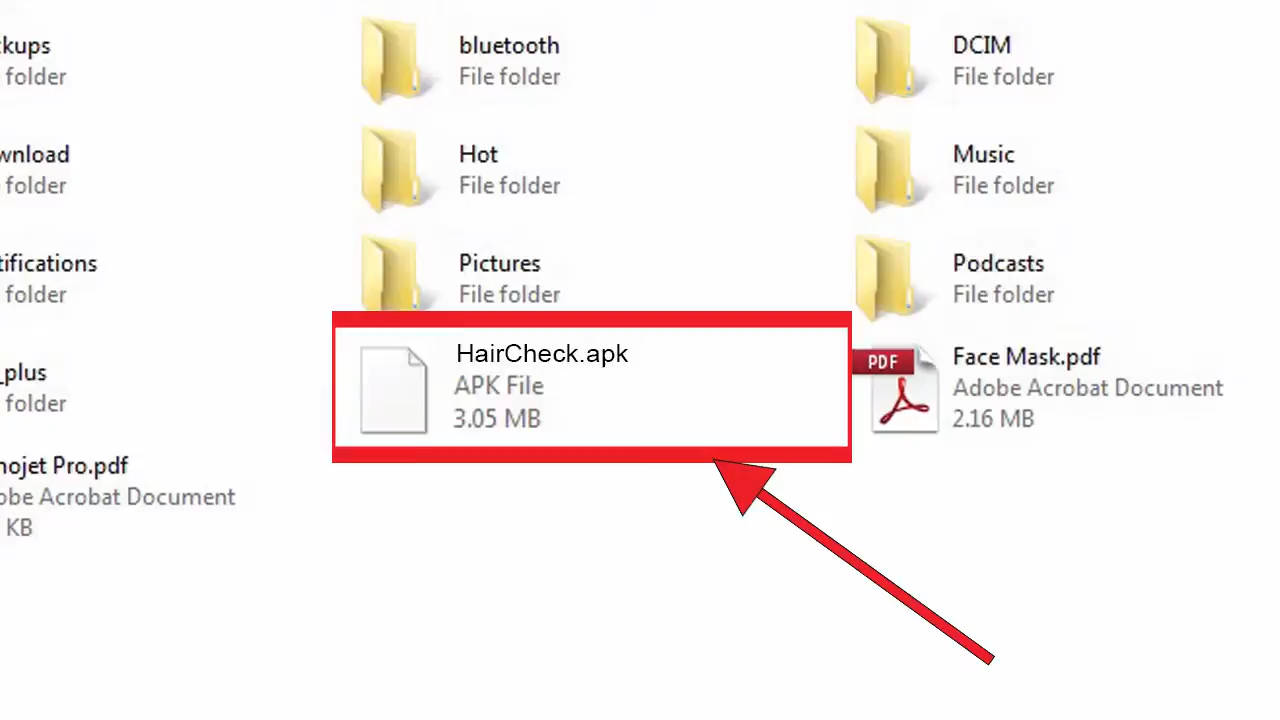 ckups
folder
bluetooth
File folder
DCIM
File folder
wnload
folder
Hot
File folder
Music
File folder
tifications
folder
Pictures
File folder
Podcasts
File folder
_plus
folder
HairCheck.apk
APK File
3.05 MB
PDF
Face Mask.pdf
Adobe Acrobat Document
2.16 MB
nojet Pro.pdf
obe Acrobat Document
KB